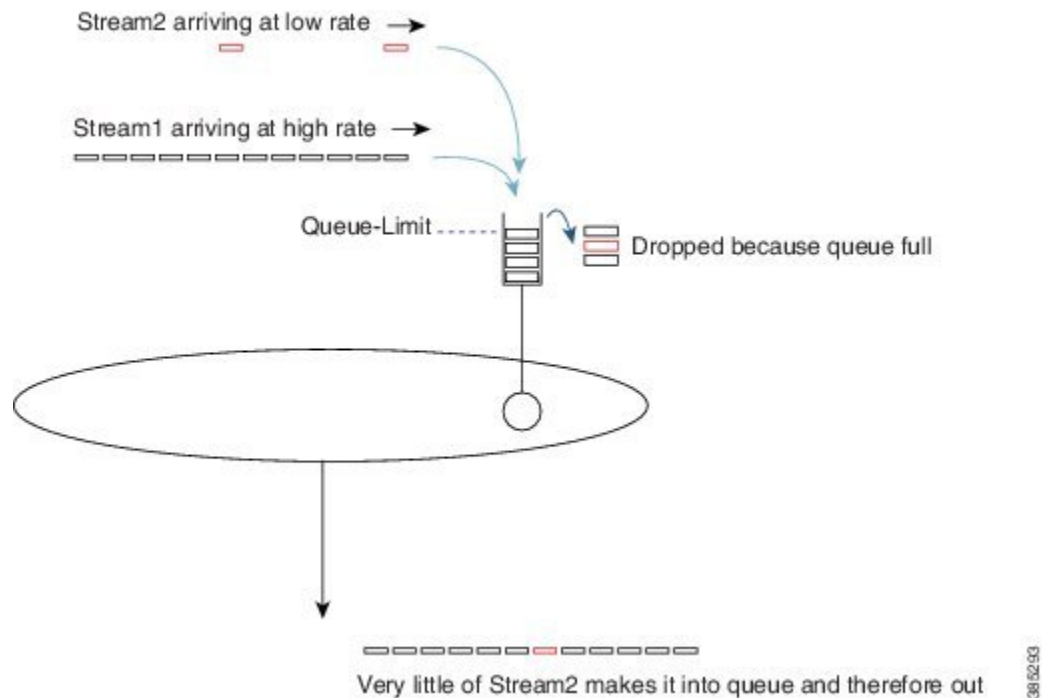 Stream2 arriving at low rate
Stream1 arriving at high rate
Queue-Limit
Dropped because queue full
Very little of Stream2 makes it into queue and therefore out
385293